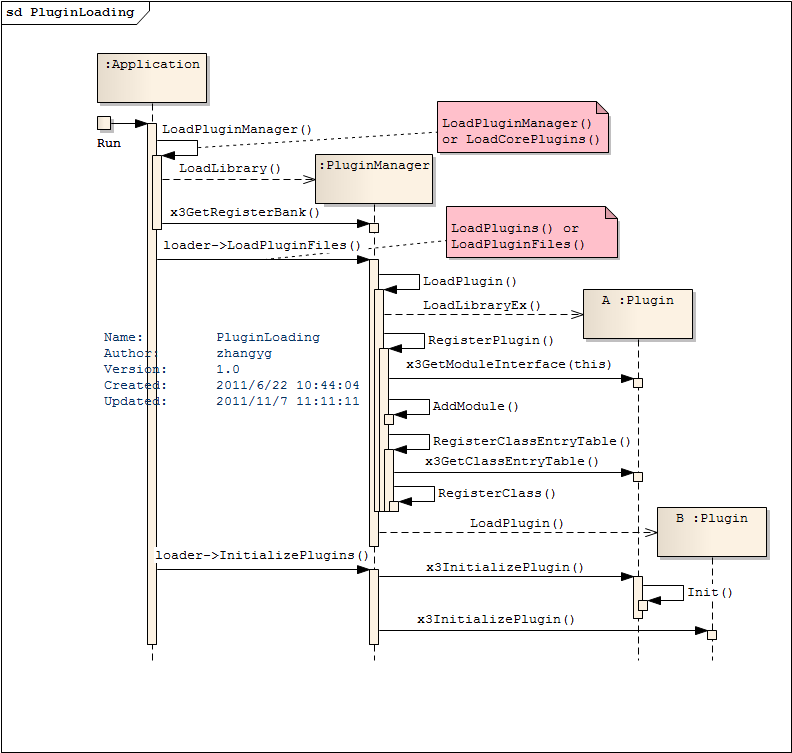 sd PluginLoading
:Application
Run
LoadPluginManager()
LoadPluginManager()
or LoadCorePlugins()
LoadLibrary()
:PluginManager
x3GetRegisterBank()
LoadPlugins() or
LoadPluginFiles()
loader->LoadPluginFiles()
LoadPlugin()
LoadLibraryEx()
A :Plugin
RegisterPlugin()
x3GetModuleInterface(this)
Name: PluginLoading
Author: zhangyg
Version: 1.0
Created: 2011/6/22 10:44:04
Updated: 2011/11/7 11:11:11
AddModule()
RegisterClassEntryTable()
x3GetClassEntryTable()
RegisterClass()
LoadPlugin()
B :Plugin
loader->InitializePlugins()
x3InitializePlugin()
Init()
x3InitializePlugin()